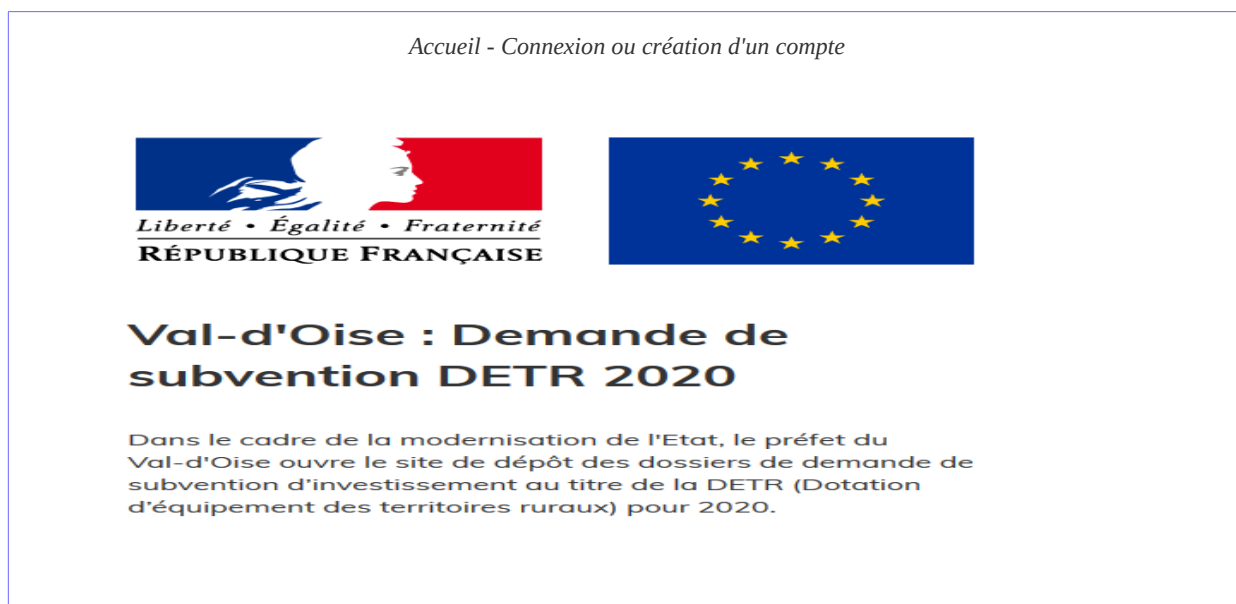 Accueil - Connexion ou création d'un compte
Liberté • Égalité • Fraternité
RÉPUBLIQUE FRANÇAISE
Val-d'Oise : Demande de
subvention DETR 2020
Dans le cadre de la modernisation de l'Etat, le préfet du
Val-d'Oise ouvre le site de dépôt des dossiers de demande de
subvention d'investissement au titre de la DETR (Dotation
d'équipement des territoires ruraux) pour 2020.